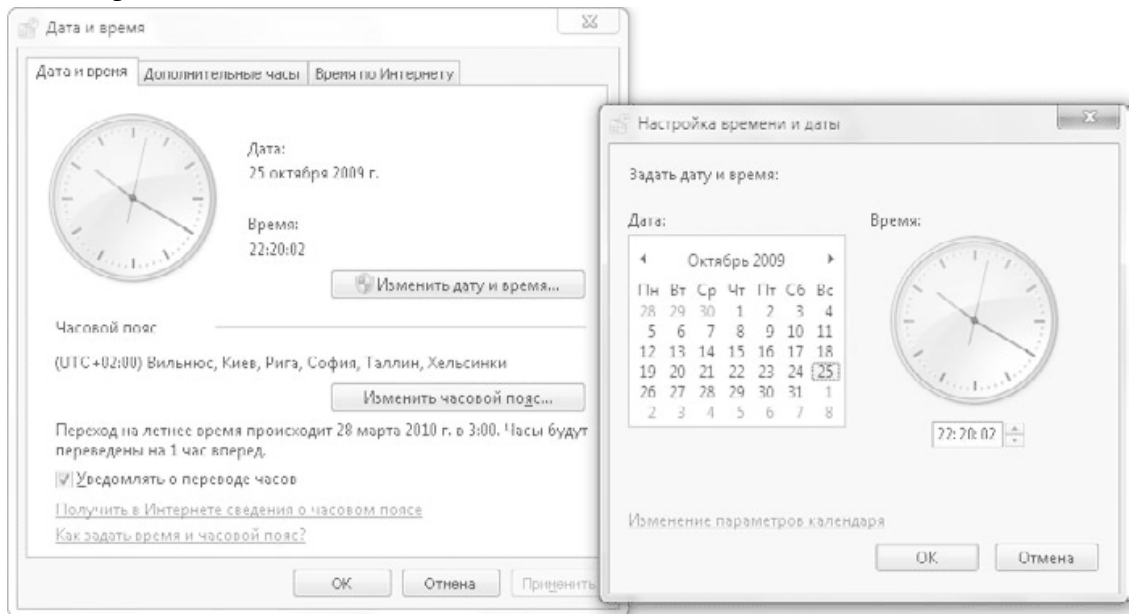 Дата и время
Дата и время Дополнительные часы Время по Интернету
Дата:
25 октября 2009 г.
Время:
22:20:02
Изменить дату и время...
Часовой пояс
(UTC+02:00) Вильнюс, Киев, Рига, София, Таллин, Хельсинки
Изменить часовой пояс...
Переход на летнее время происходит 28 марта 2010 г. в 3:00. Часы будут
переведены на 1 час вперед.
Уведомлять о переводе часов
Получить в Интернете сведения о часовом поясе
Как задать время и часовой пояс?
ОК Отмена Применить
Настройка времени и даты
Задать дату и время:
Дата: Время:
Октябрь 2009
Пн Вт Ср Чт Пт Сб Вс
28 29 30 1 2 3 4
5 6 7 8 9 10 11
12 13 14 15 16 17 18
19 20 21 22 23 24 25
26 27 28 29 30 31 1
2 3 4 5 6 7 8
22:20:02
Изменение параметров календаря
ОК Отмена